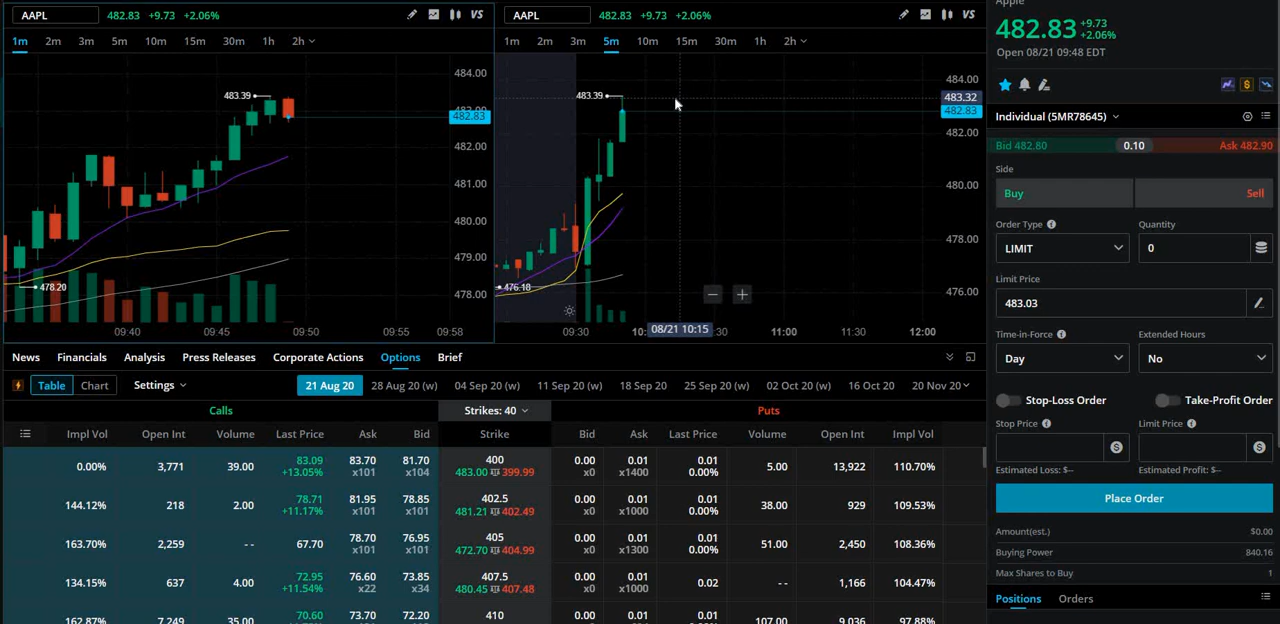 AAPL 482.83 +9.73 +2.06% VS
1m 2m 3m 5m 10m 15m 30m 1h 2h
484.00
483.39
483.00
482.83
482.00
481.00
480.00
479.00
478.20
478.00
09:40 09:45 09:50 09:55 09:58
AAPL 482.83 +9.73 +2.06% VS
1m 2m 3m 5m 10m 15m 30m 1h 2h
484.00
483.39
483.32
482.83
482.00
480.00
478.00
476.18
476.00
09:30 10: 08/21 10:15 30 11:00 11:30 12:00
News Financials Analysis Press Releases Corporate Actions Options Brief
Table Chart Settings 21 Aug 20 28 Aug 20 (w) 04 Sep 20 (w) 11 Sep 20 (w) 18 Sep 20 25 Sep 20 (w) 02 Oct 20 (w) 16 Oct 20 20 Nov 20
Calls Strikes: 40 Puts
Impl Vol Open Int Volume Last Price Ask Bid Strike Bid Ask Last Price Volume Open Int Impl Vol
0.00% 3,771 39.00 83.09 83.70 81.70 400 0.00 0.01 0.01 5.00 13,922 110.70%
+13.05% x101 x104 483.00 399.99 x0 x1400 0.00%
144.12% 218 2.00 78.71 81.95 78.85 402.5 0.00 0.01 0.01 38.00 929 109.53%
+11.17% x101 x101 481.21 402.49 x0 x1000 0.00%
163.70% 2,259 -- 67.70 78.70 76.95 405 0.00 0.01 0.01 51.00 2,450 108.36%
x101 x101 472.70 404.99 x0 x1300 0.00%
134.15% 637 4.00 72.95 76.60 73.85 407.5 0.00 0.01 0.02 -- 1,166 104.47%
+11.54% x22 x34 480.45 407.48 x0 x1000
162.87% 7,249 35.00 70.60 73.70 72.20 410 0.00 0.01 0.01 107.00 9,036 97.88%
Apple
482.83 +9.73
+2.06%
Open 08/21 09:48 EDT
Individual (5MR78645)
Bid 482.80 0.10 Ask 482.90
Side
Buy Sell
Order Type Quantity
LIMIT 0
Limit Price
483.03
Time-in-Force Extended Hours
Day No
Stop-Loss Order Take-Profit Order
Stop Price Limit Price
Estimated Loss: $-- Estimated Profit: $--
Place Order
Amount(est.) $0.00
Buying Power 840.16
Max Shares to Buy 1
Positions Orders